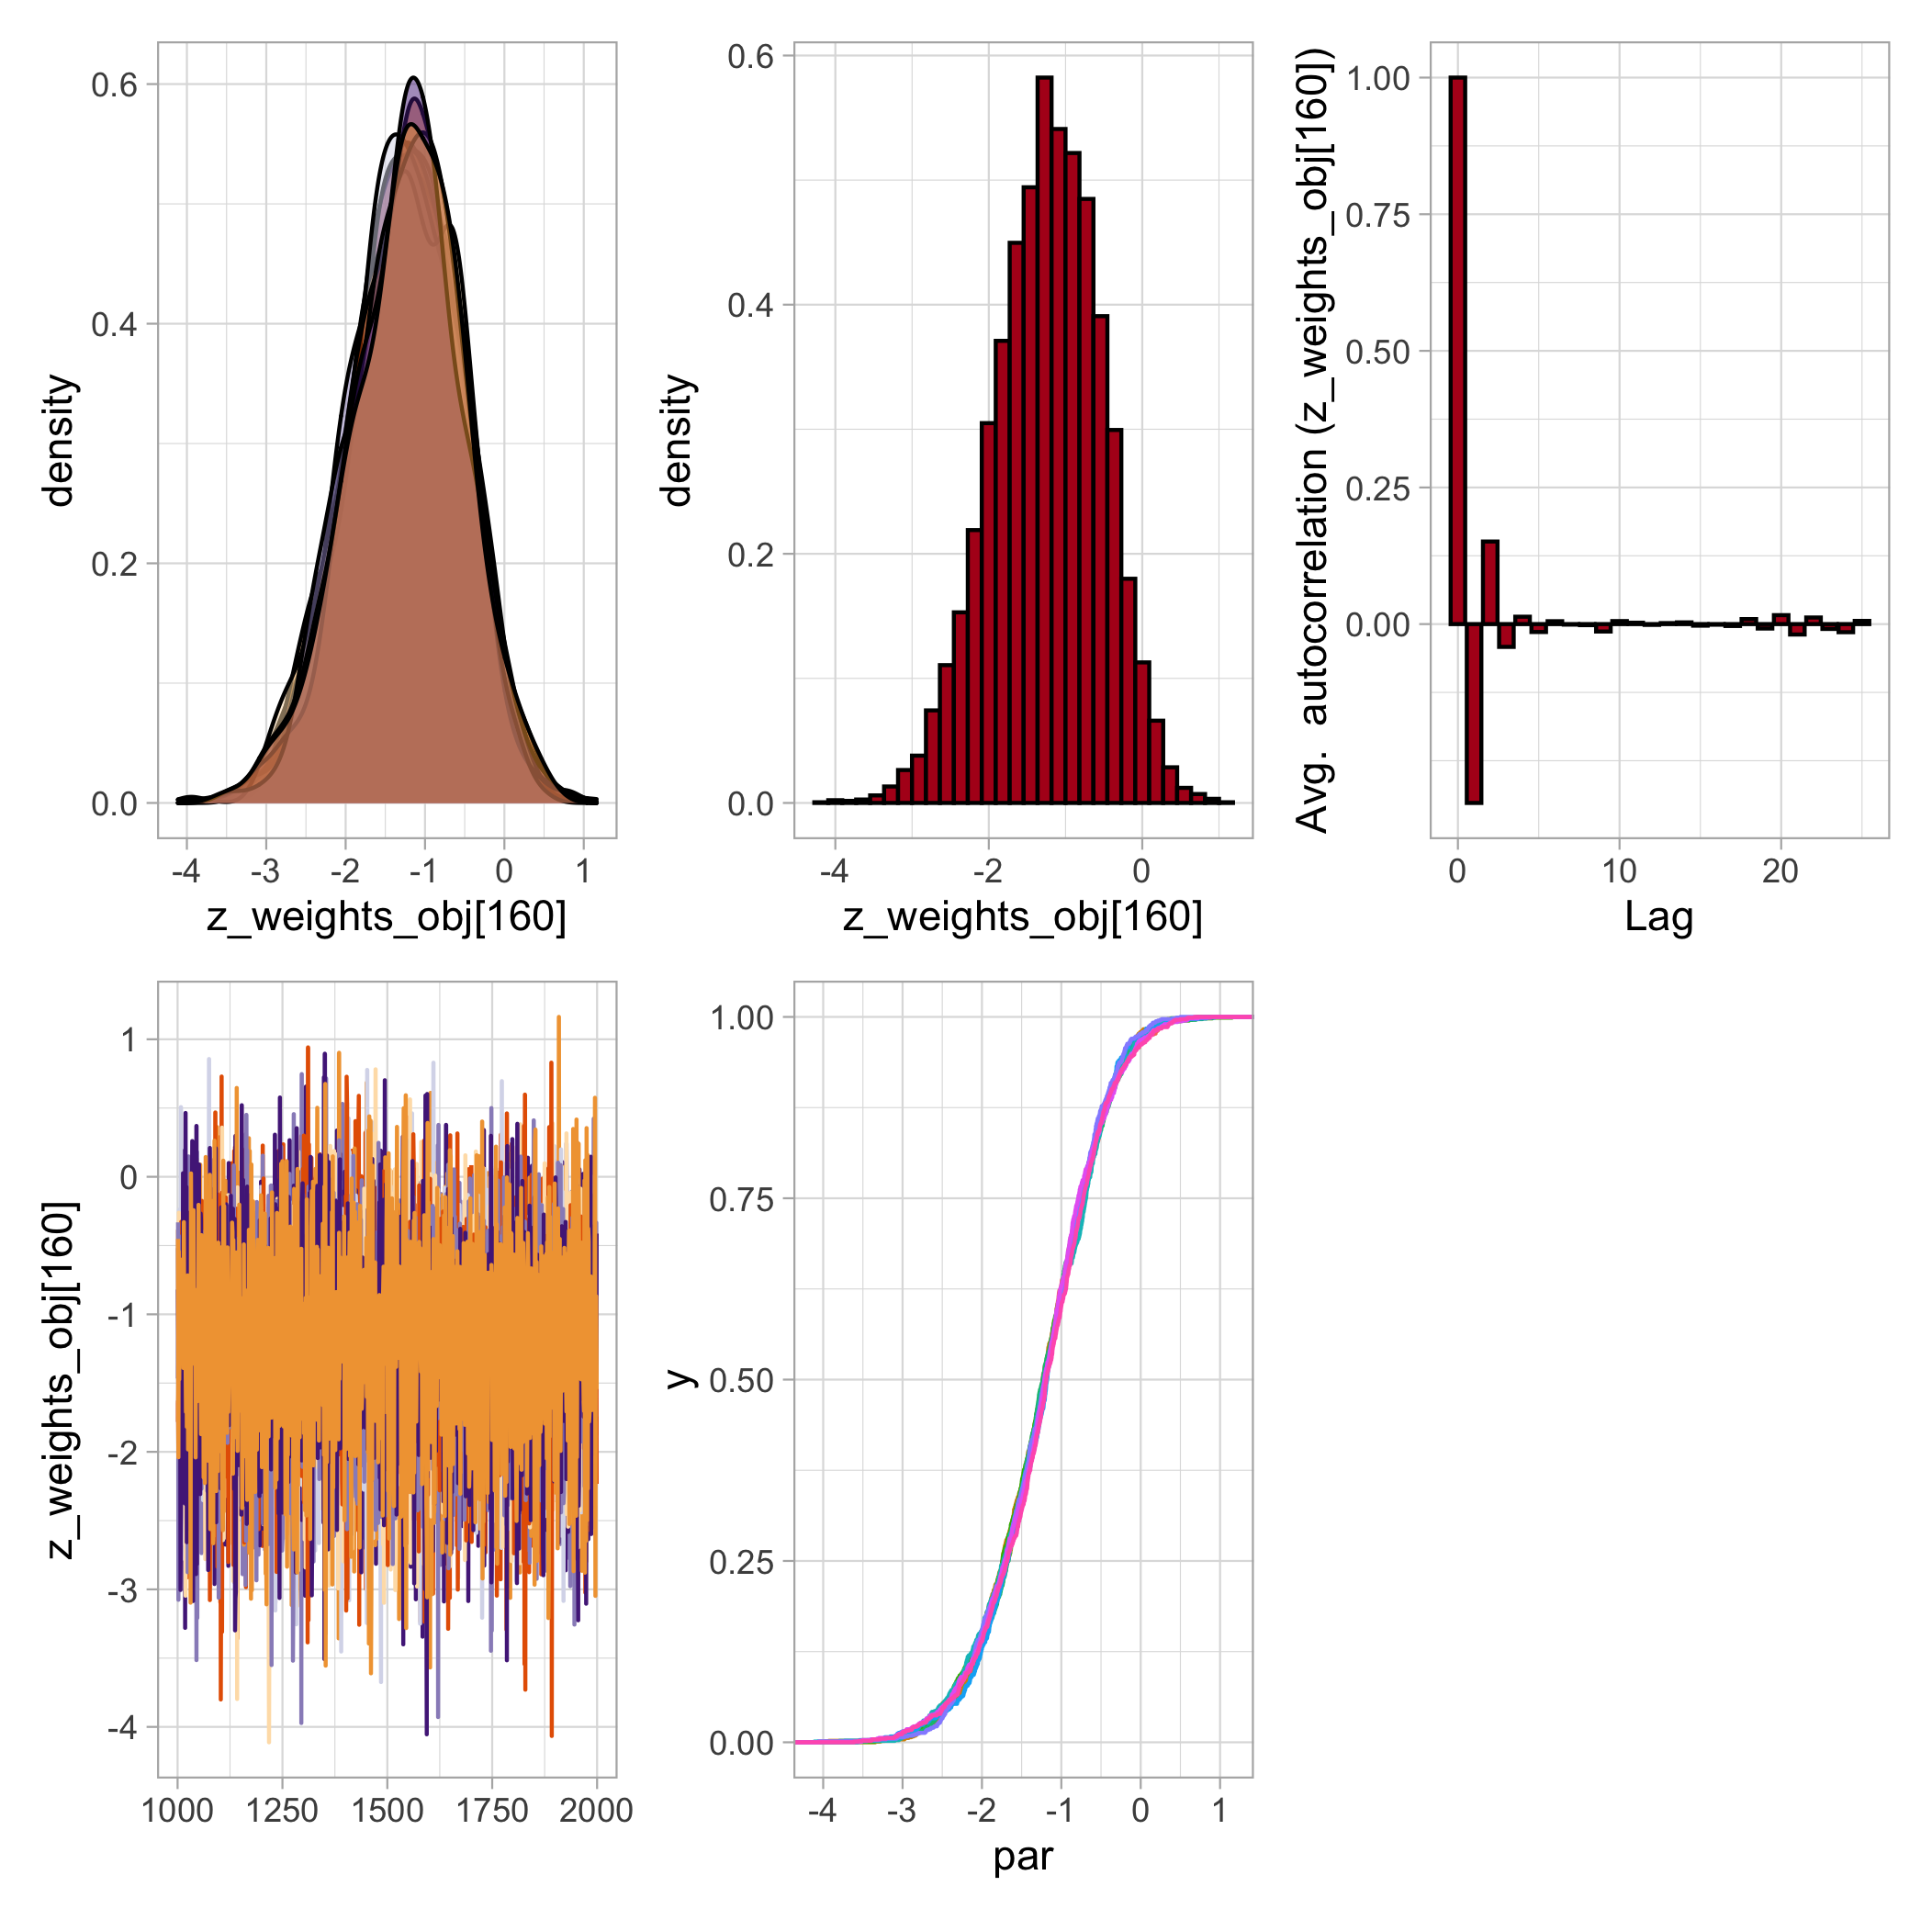 density
0.6
0.4
0.2
0.0
-4 -3 -2 -1 0 1
z_weights_obj[160]
density
0.6
0.4
0.2
0.0
-4 -2 0
z_weights_obj[160]
Avg. autocorrelation (z_weights_obj[160])
1.00
0.75
0.50
0.25
0.00
0 10 20
Lag
z_weights_obj[160]
1
0
-1
-2
-3
-4
1000 1250 1500 1750 2000
y
1.00
0.75
0.50
0.25
0.00
-4 -3 -2 -1 0 1
par